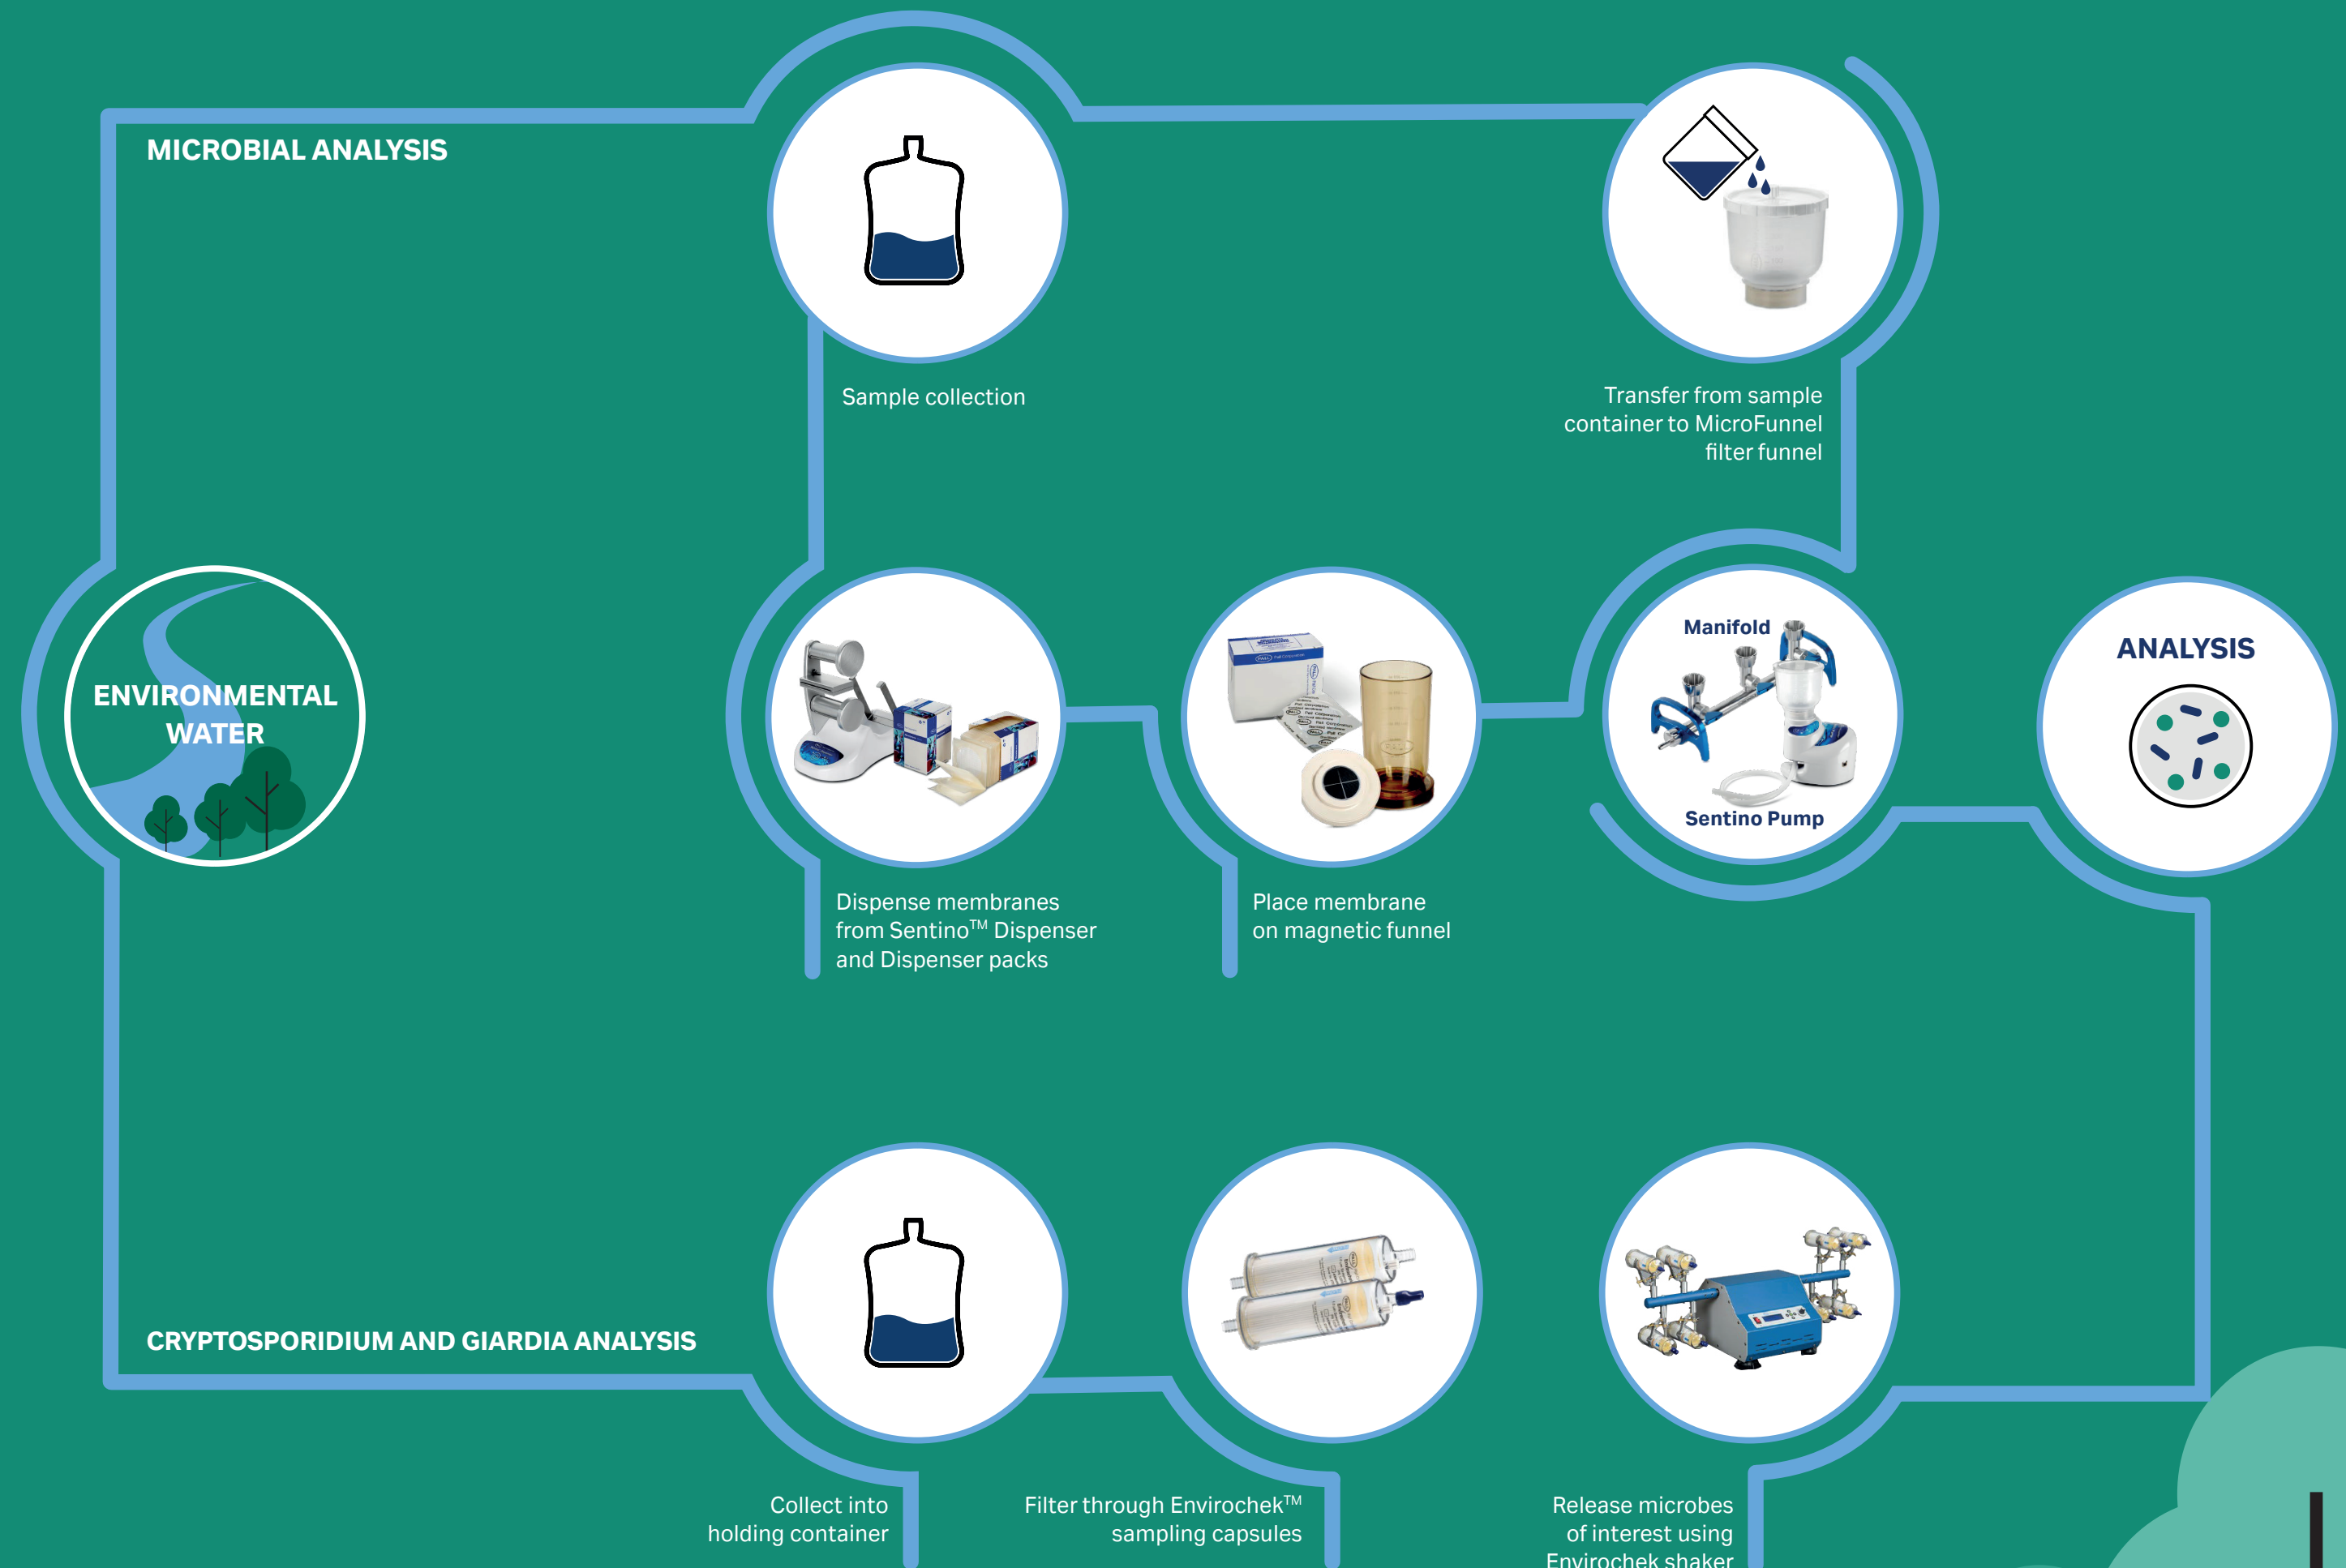 MICROBIAL ANALYSIS
Sample collection
Transfer from sample
container to MicroFunnel
filter funnel
ENVIRONMENTAL
WATER
Dispense membranes
from Sentino™ Dispenser
and Dispenser packs
Place membrane
on magnetic funnel
Manifold
Sentino Pump
ANALYSIS
CRYPTOSPORIDIUM AND GIARDIA ANALYSIS
Collect into
holding container
Filter through Envirochek™
sampling capsules
Release microbes
of interest using
Envirochek shaker